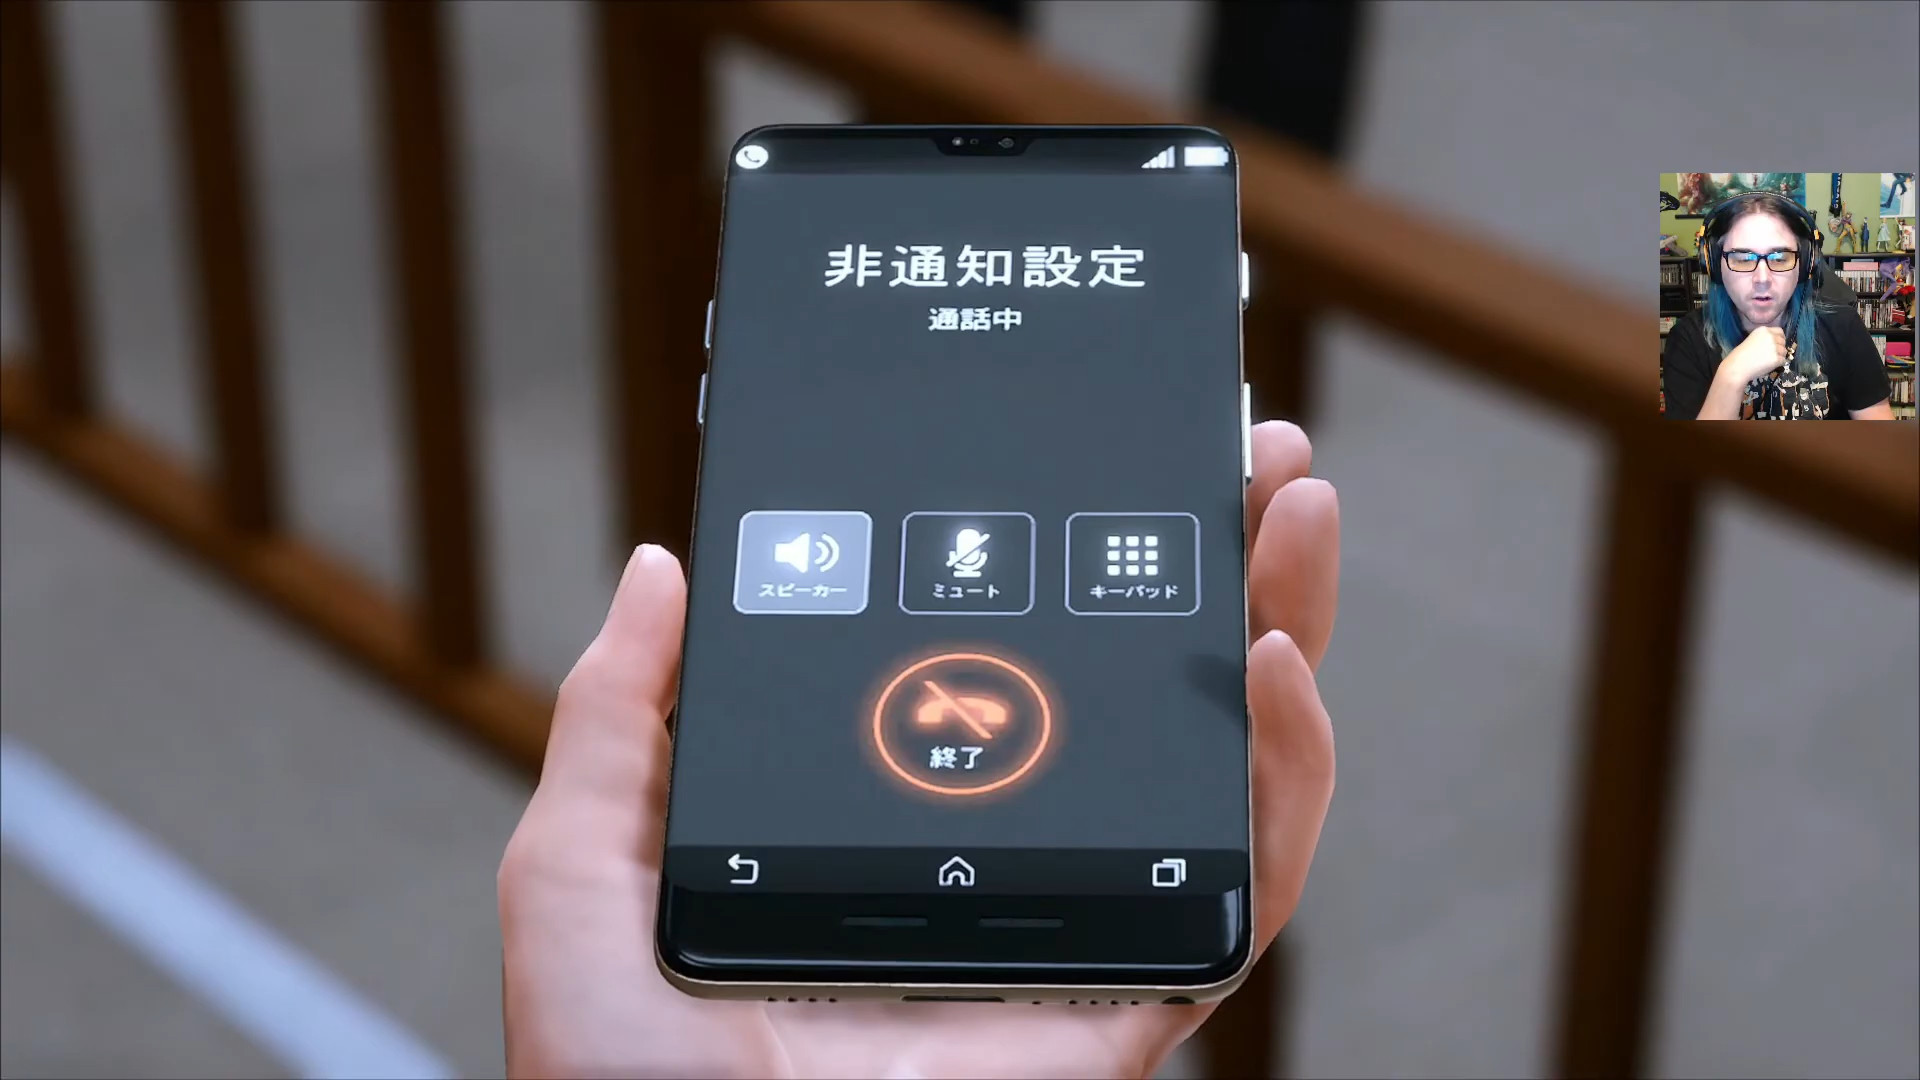 非通知設定
通話中
スピーカー
ミュート
キーパッド
終了